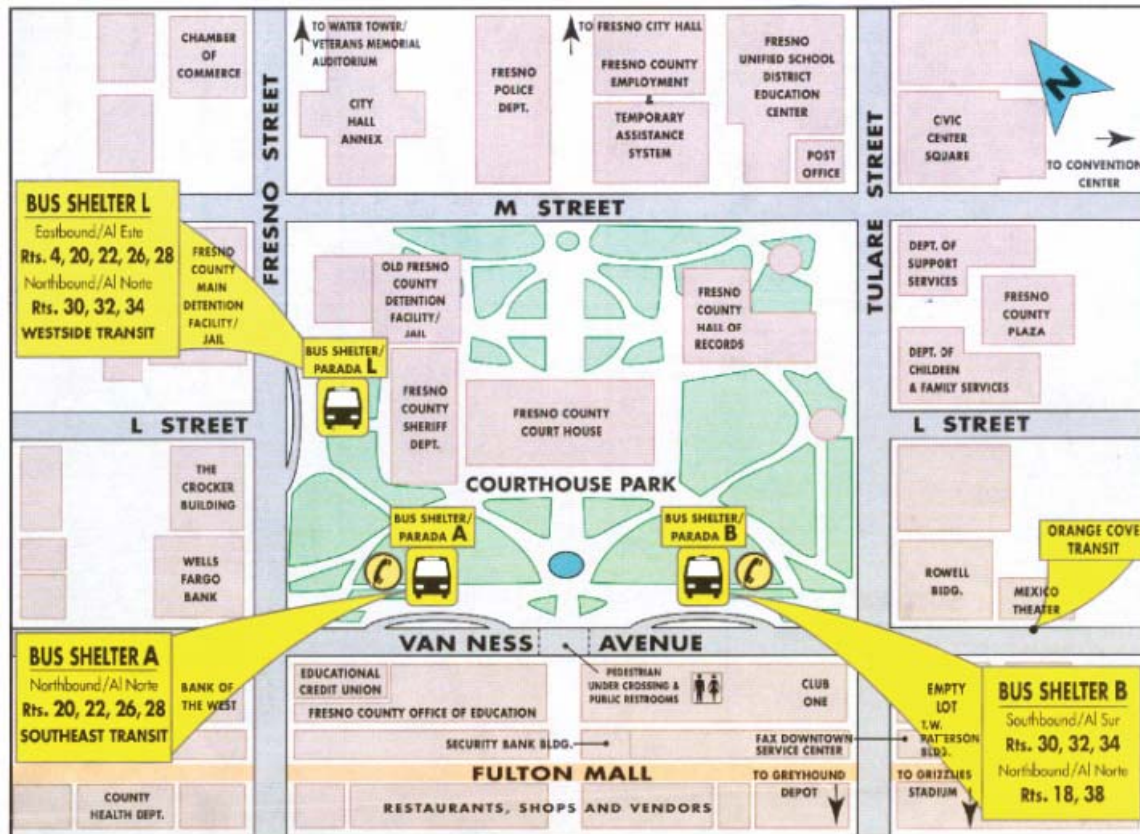 CHAMBER
OF
COMMERCE
FRESNO STREET
TO WATER TOWER/
VETERANS MEMORIAL
AUDITORIUM
CITY
HALL
ANNEX
FRESNO
POLICE
DEPT.
TO FRESNO CITY HALL
FRESNO COUNTY
EMPLOYMENT
&
TEMPORARY
ASSISTANCE
SYSTEM
FRESNO
UNIFIED SCHOOL
DISTRICT
EDUCATION
CENTER
POST
OFFICE
TULARE STREET
CIVIC
CENTER
SQUARE
N
TO CONVENTION
CENTER
M STREET
BUS SHELTER L
Eastbound/Al Este
Rts. 4, 20, 22, 26, 28
Northbound/Al Norte
Rts. 30, 32, 34
WESTSIDE TRANSIT
FRESNO
COUNTY
MAIN
DETENTION
FACILITY/
JAIL
OLD FRESNO
COUNTY
DETENTION
FACILITY/
JAIL
BUS SHELTER/
PARADA L
FRESNO
COUNTY
SHERIFF
DEPT.
FRESNO COUNTY
COURT HOUSE
FRESNO
COUNTY
HALL OF
RECORDS
DEPT. OF
SUPPORT
SERVICES
FRESNO
COUNTY
PLAZA
DEPT. OF
CHILDREN
& FAMILY SERVICES
L STREET
L STREET
THE
CROCKER
BUILDING
WELLS
FARGO
BANK
COURTHOUSE PARK
BUS SHELTER/
PARADA A
BUS SHELTER/
PARADA B
ORANGE COVE
TRANSIT
ROWELL
BLDG.
MEXICO
THEATER
VAN NESS AVENUE
BUS SHELTER A
Northbound/Al Norte
Rts. 20, 22, 26, 28
SOUTHEAST TRANSIT
BANK OF
THE WEST
EDUCATIONAL
CREDIT UNION
FRESNO COUNTY OFFICE OF EDUCATION
PEDESTRIAN
UNDER CROSSING &
PUBLIC RESTROOMS
CLUB
ONE
EMPTY
LOT
T.W.
PATTERSON
BLDG.
BUS SHELTER B
Southbound/Al Sur
Rts. 30, 32, 34
Northbound/Al Norte
Rts. 18, 38
SECURITY BANK BLDG.
FAX DOWNTOWN
SERVICE CENTER
FULTON MALL
TO GREYHOUND
DEPOT
TO GRIZZLIES
STADIUM
COUNTY
HEALTH DEPT.
RESTAURANTS, SHOPS AND VENDORS